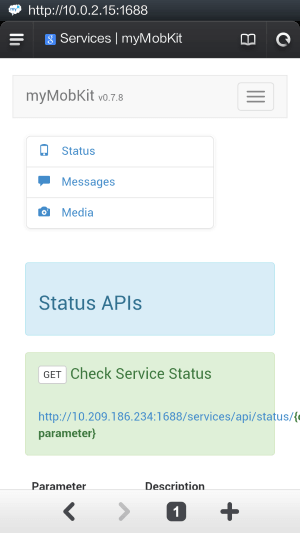 http://10.0.2.15:1688
Services | myMobKit
myMobKit v0.7.8
Status
Messages
Media
Status APIs
GET Check Service Status
http://10.209.186.234:1688/services/api/status/{
parameter}
Parameter Description
1